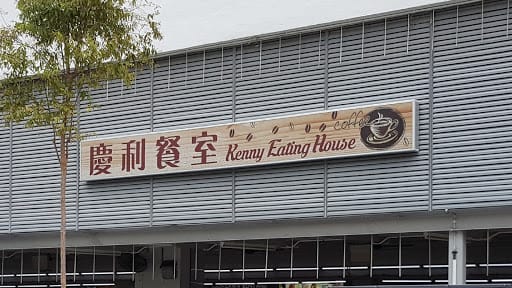 慶利餐室 Kenny Eating House coffee